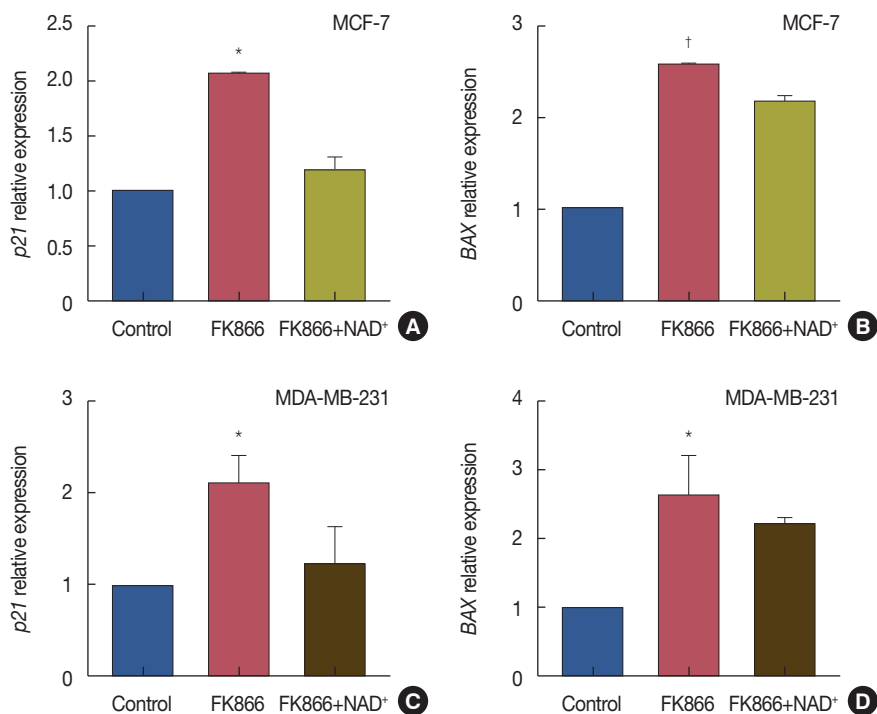 MCF-7
p21 relative expression
2.5
2.0
1.5
1.0
0.5
0
*
Control FK866 FK866+NAD⁺ A
MCF-7
BAX relative expression
3
2
1
0
†
Control FK866 FK866+NAD⁺ B
MDA-MB-231
p21 relative expression
3
2
1
0
*
Control FK866 FK866+NAD⁺ C
MDA-MB-231
BAX relative expression
4
3
2
1
0
*
Control FK866 FK866+NAD⁺ D